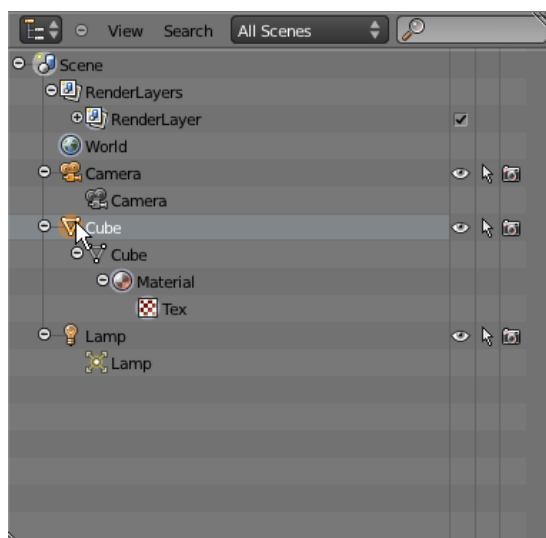 View Search All Scenes
Scene
RenderLayers
RenderLayer
World
Camera
Camera
Cube
Cube
Material
Tex
Lamp
Lamp